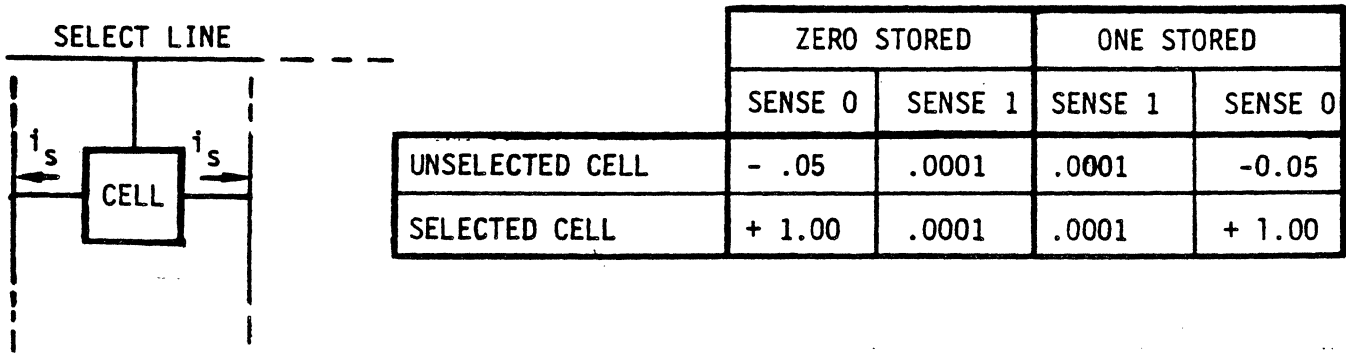 SELECT LINE
i_s i_s
CELL
ZERO STORED ONE STORED
SENSE 0 SENSE 1 SENSE 1 SENSE 0
UNSELECTED CELL - .05 .0001 .0001 -0.05
SELECTED CELL + 1.00 .0001 .0001 + 1.00